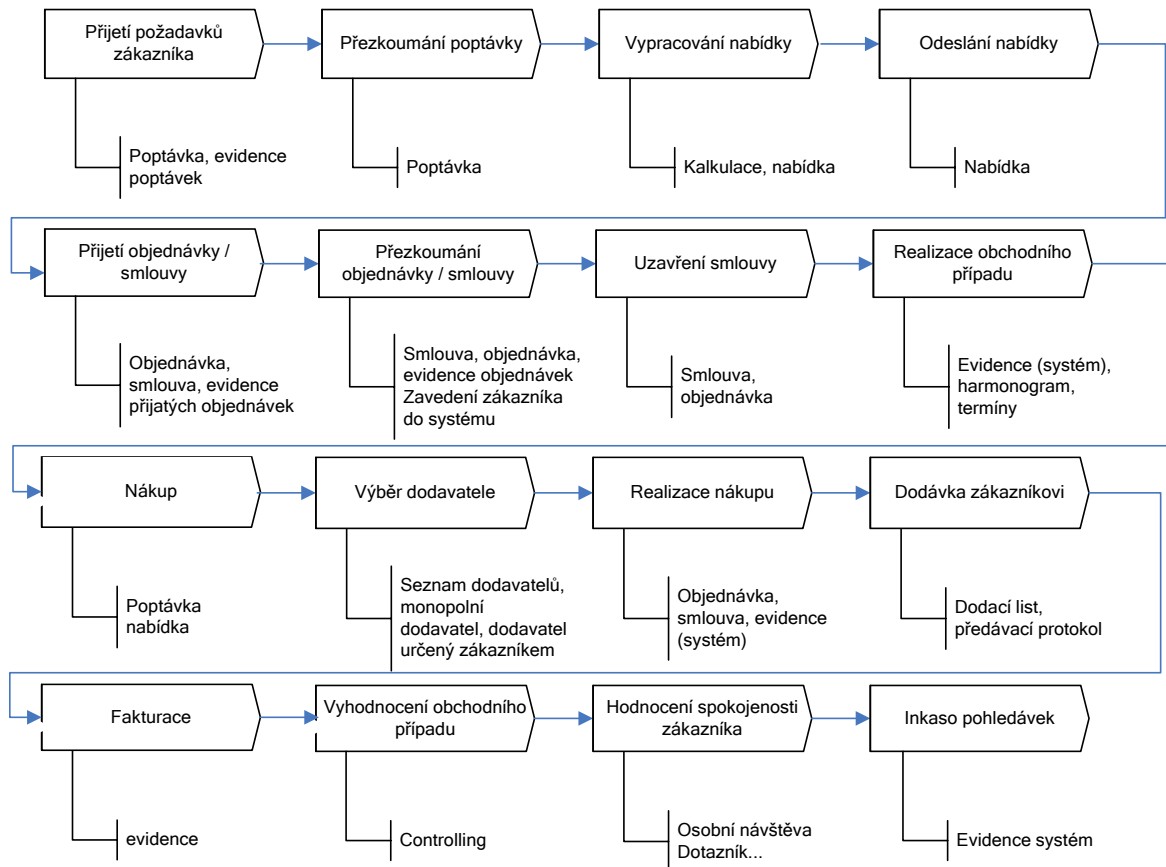 Přijetí požadavků
zákazníka
Přezkoumání poptávky
Vypracování nabídky
Odeslání nabídky
Poptávka, evidence
poptávek
Poptávka
Kalkulace, nabídka
Nabídka
Přijetí objednávky /
smlouvy
Přezkoumání
objednávky / smlouvy
Uzavření smlouvy
Realizace obchodního
případu
Objednávka,
smlouva, evidence
přijatých objednávek
Smlouva, objednávka,
evidence objednávek
Zavedení zákazníka
do systému
Smlouva,
objednávka
Evidence (systém),
harmonogram,
termíny
Nákup
Výběr dodavatele
Realizace nákupu
Dodávka zákazníkovi
Poptávka
nabídka
Seznam dodavatelů,
monopolní
dodavatel, dodavatel
určený zákazníkem
Objednávka,
smlouva, evidence
(systém)
Dodací list,
předávací protokol
Fakturace
Vyhodnocení obchodního
případu
Hodnocení spokojenosti
zákazníka
Inkaso pohledávek
evidence
Controlling
Osobní návštěva
Dotazník...
Evidence systém